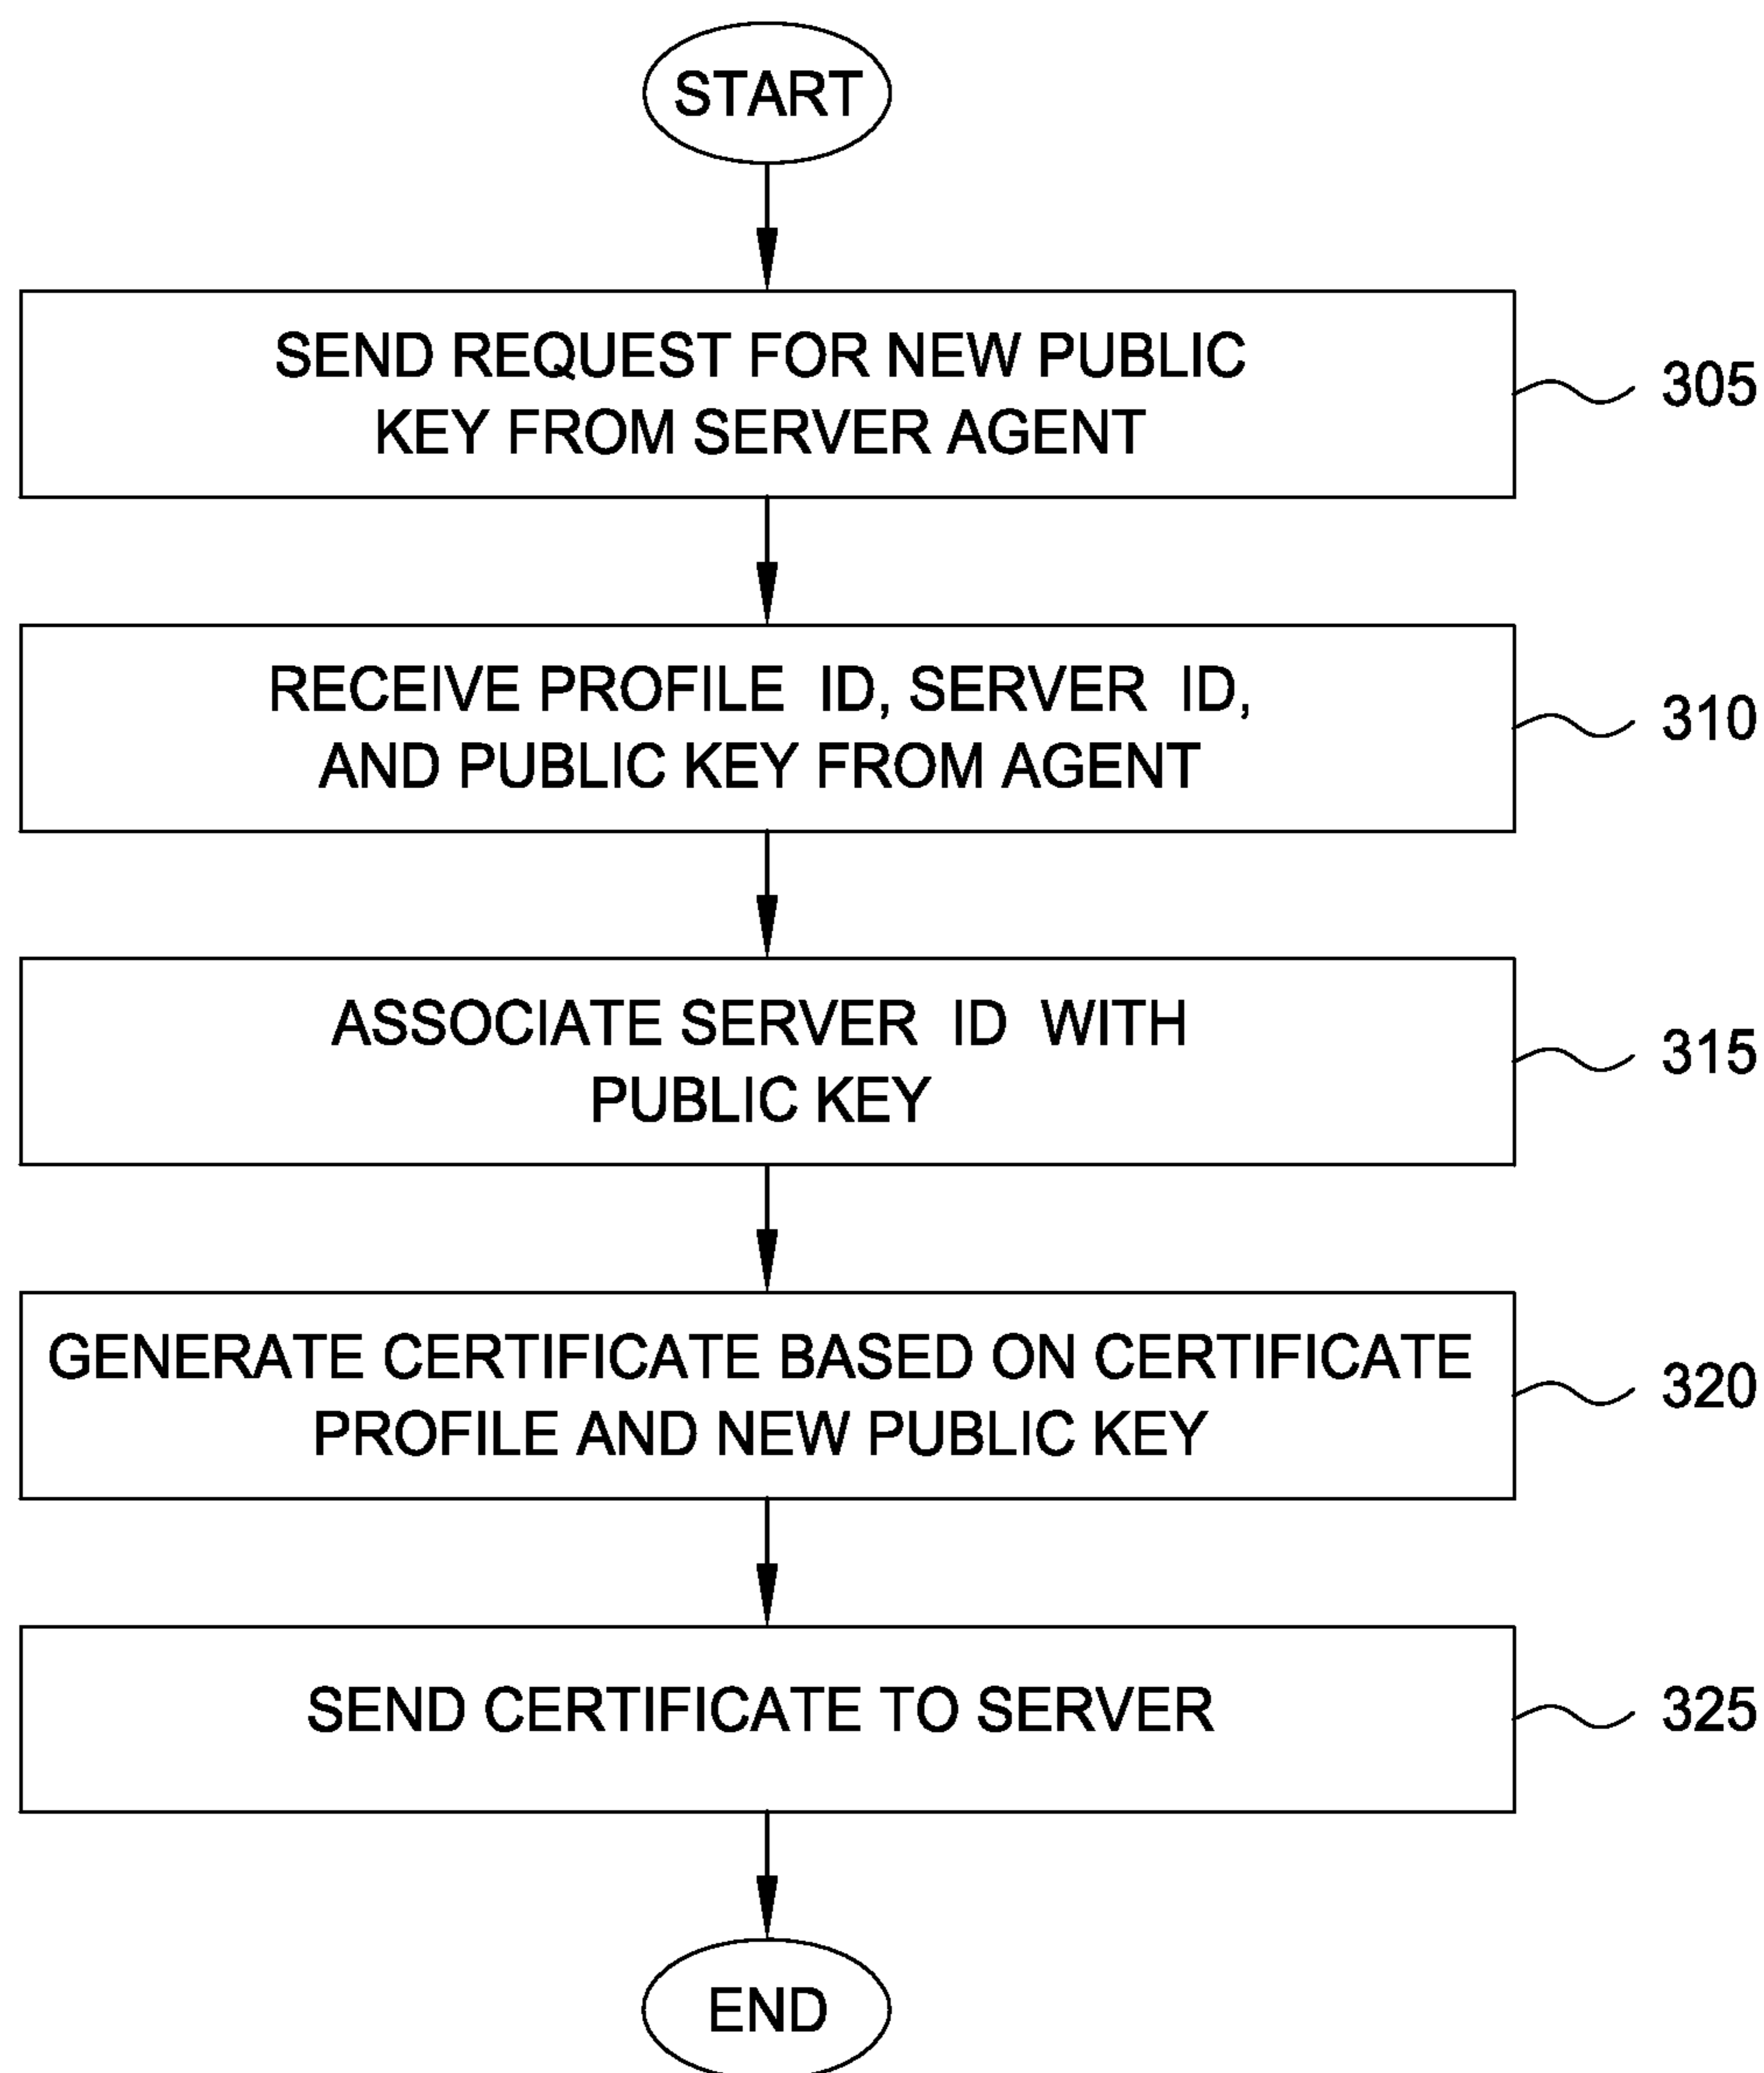 START
SEND REQUEST FOR NEW PUBLIC
KEY FROM SERVER AGENT
305
RECEIVE PROFILE ID, SERVER ID,
AND PUBLIC KEY FROM AGENT
310
ASSOCIATE SERVER ID WITH
PUBLIC KEY
315
GENERATE CERTIFICATE BASED ON CERTIFICATE
PROFILE AND NEW PUBLIC KEY
320
SEND CERTIFICATE TO SERVER
325
END